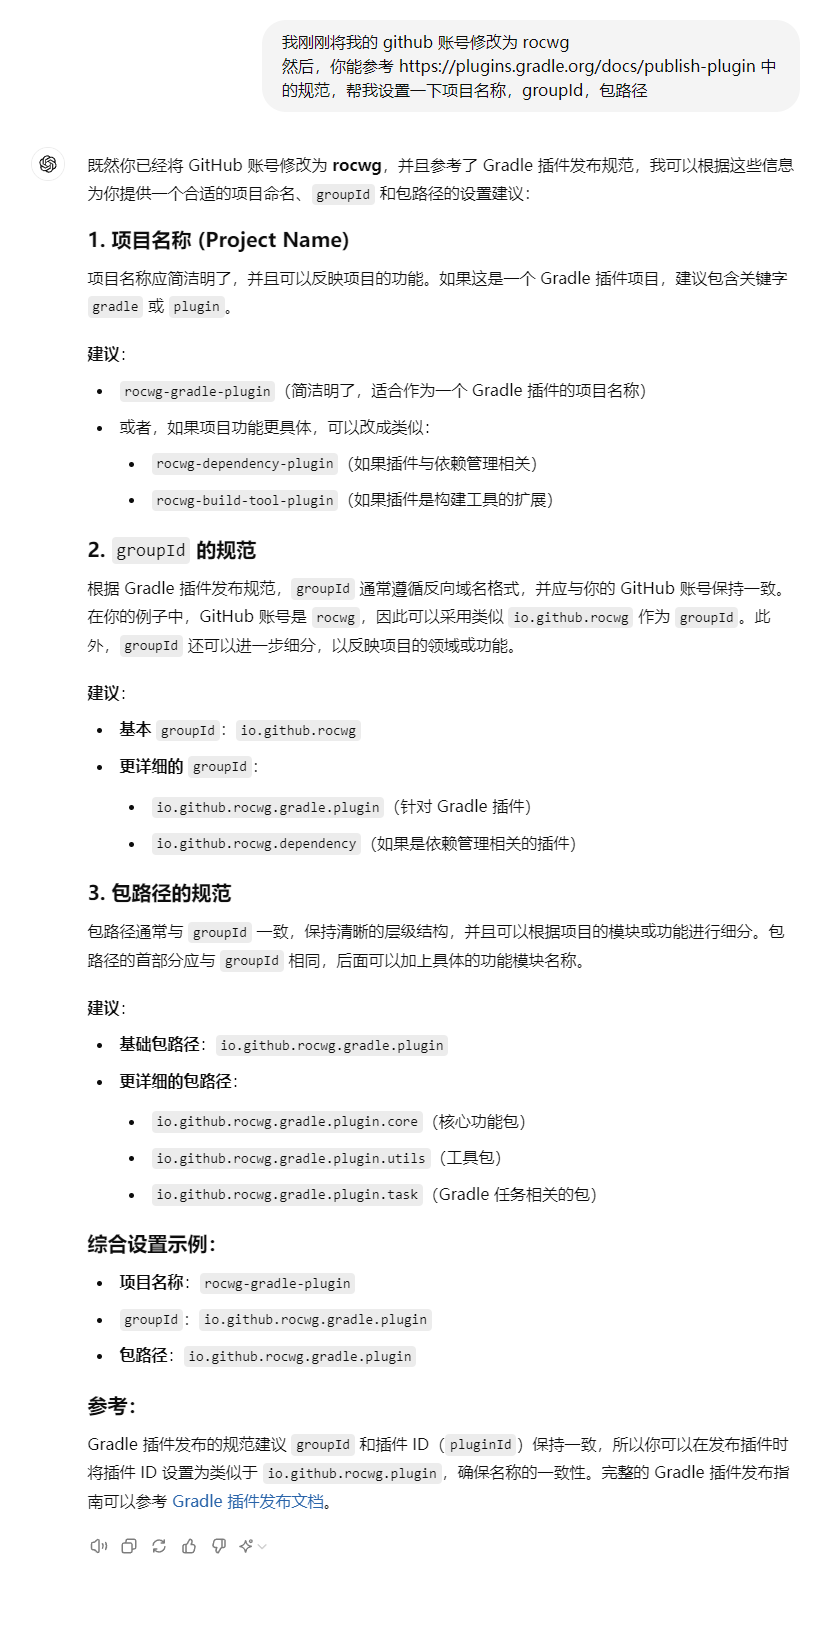 我刚刚将我的 github 账号修改为 rocwg
然后，你能参考 https://plugins.gradle.org/docs/publish-plugin 中
的规范，帮我设置一下项目名称，groupId，包路径
既然你已经将 GitHub 账号修改为 rocwg，并且参考了 Gradle 插件发布规范，我可以根据这些信息
为你提供一个合适的项目命名、groupId 和包路径的设置建议：
1. 项目名称 (Project Name)
项目名称应简洁明了，并且可以反映项目的功能。如果这是一个 Gradle 插件项目，建议包含关键字
gradle 或 plugin。
建议：
• rocwg-gradle-plugin（简洁明了，适合作为一个 Gradle 插件的项目名称）
• 或者，如果项目功能更具体，可以改成类似：
• rocwg-dependency-plugin（如果插件与依赖管理相关）
• rocwg-build-tool-plugin（如果插件是构建工具的扩展）
2. groupId 的规范
根据 Gradle 插件发布规范，groupId 通常遵循反向域名格式，并应与你的 GitHub 账号保持一致。
在你的例子中，GitHub 账号是 rocwg，因此可以采用类似 io.github.rocwg 作为 groupId。此
外，groupId 还可以进一步细分，以反映项目的领域或功能。
建议：
• 基本 groupId：io.github.rocwg
• 更详细的 groupId：
• io.github.rocwg.gradle.plugin（针对 Gradle 插件）
• io.github.rocwg.dependency（如果是依赖管理相关的插件）
3. 包路径的规范
包路径通常与 groupId 一致，保持清晰的层级结构，并且可以根据项目的模块或功能进行细分。包
路径的首部分应与 groupId 相同，后面可以加上具体的功能模块名称。
建议：
• 基础包路径：io.github.rocwg.gradle.plugin
• 更详细的包路径：
• io.github.rocwg.gradle.plugin.core（核心功能包）
• io.github.rocwg.gradle.plugin.utils（工具包）
• io.github.rocwg.gradle.plugin.task（Gradle 任务相关的包）
综合设置示例：
• 项目名称：rocwg-gradle-plugin
• groupId：io.github.rocwg.gradle.plugin
• 包路径：io.github.rocwg.gradle.plugin
参考：
Gradle 插件发布的规范建议 groupId 和插件 ID（pluginId）保持一致，所以你可以在发布插件时
将插件 ID 设置为类似于 io.github.rocwg.plugin，确保名称的一致性。完整的 Gradle 插件发布指
南可以参考 Gradle 插件发布文档。